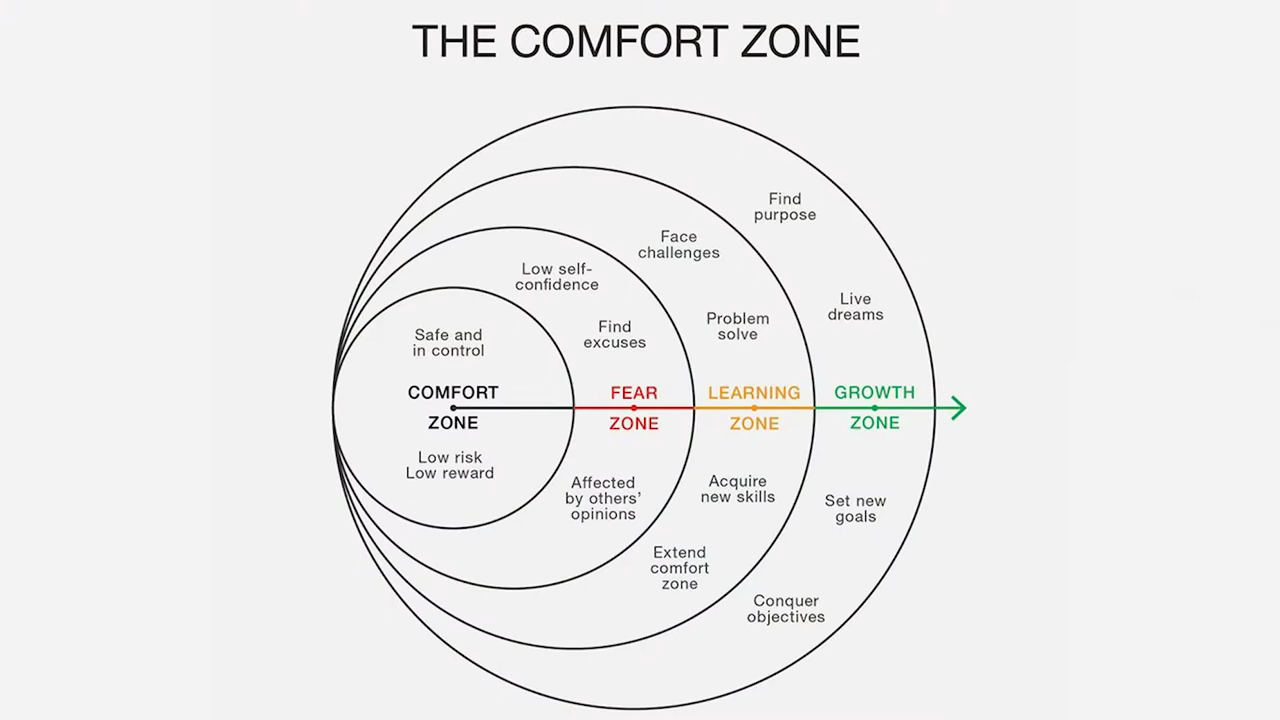 THE COMFORT ZONE
Safe and
in control
COMFORT
ZONE
Low risk
Low reward
Low self-
confidence
Find
excuses
FEAR
ZONE
Affected
by others’
opinions
Face
challenges
Problem
solve
LEARNING
ZONE
Acquire
new skills
Extend
comfort
zone
Find
purpose
Live
dreams
GROWTH
ZONE
Set new
goals
Conquer
objectives